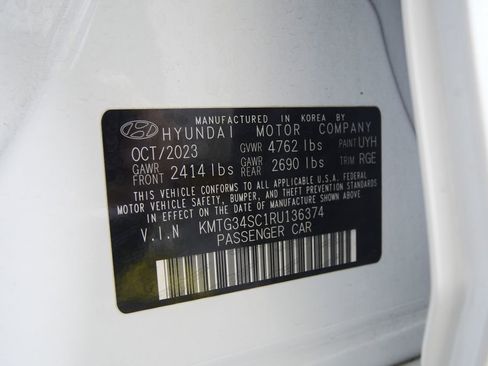 MANUFACTURED IN KOREA BY
HYUNDAI MOTOR COMPANY
OCT/2023 GVWR 4762 lbs PAINT UYH
GAWR FRONT 2414 lbs GAWR REAR 2690 lbs TRIM RGE
THIS VEHICLE CONFORMS TO ALL APPLICABLE U.S.A. FEDERAL
MOTOR VEHICLE SAFETY, BUMPER, AND THEFT PREVENTION
STANDARDS IN EFFECT ON THE DATE OF MANUFACTURE SHOWN ABOVE.
V.I.N KMTG34SC1RU136374
PASSENGER CAR